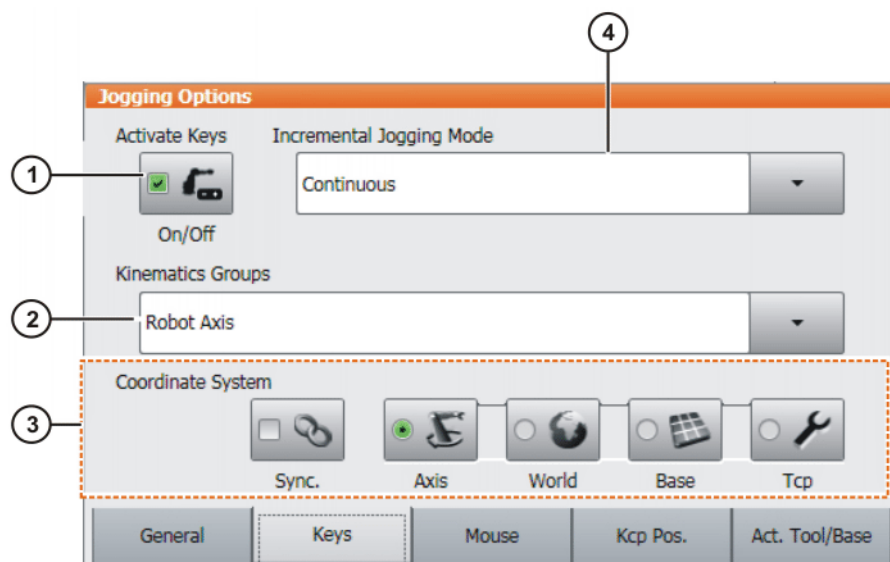 4
Jogging Options
Activate Keys Incremental Jogging Mode
1
Continuous
On/Off
Kinematics Groups
2
Robot Axis
Coordinate System
3
Sync. Axis World Base Tcp
General Keys Mouse Kcp Pos. Act. Tool/Base